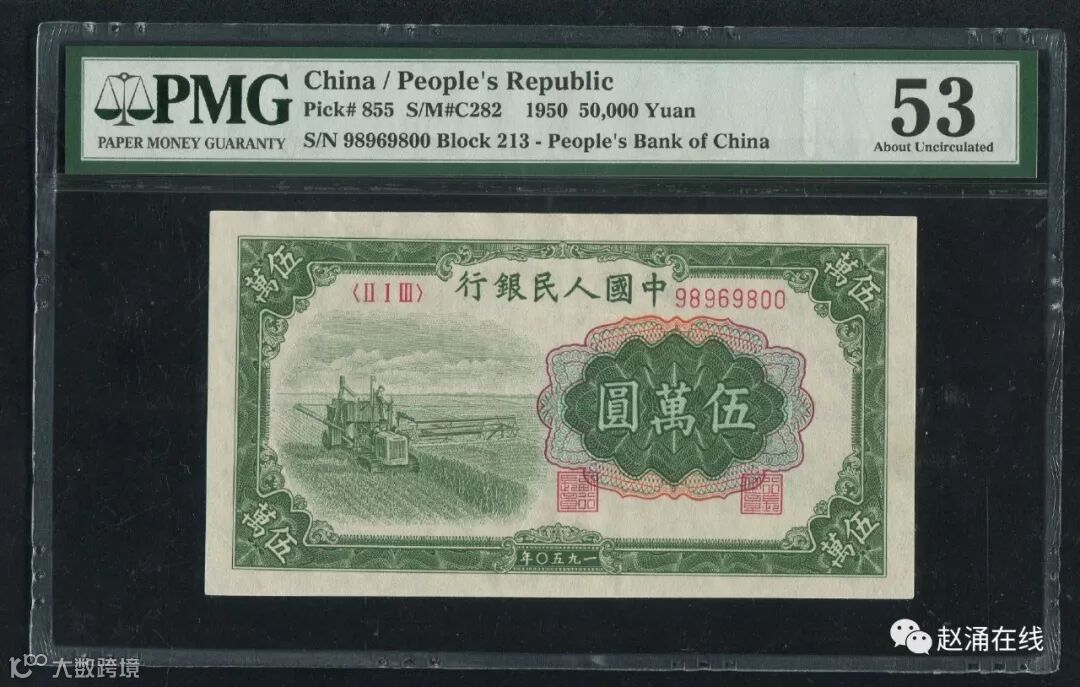 PMG
PAPER MONEY GUARANTY
China / People's Republic
Pick# 855 S/M#C282 1950 50,000 Yuan
S/N 98969800 Block 213 - People's Bank of China
53
About Uncirculated
伍萬
伍萬
〈II I III〉
行銀民人國中
98969800
圓萬伍
伍萬
伍萬
年〇五九一
赵涌在线
大数跨境